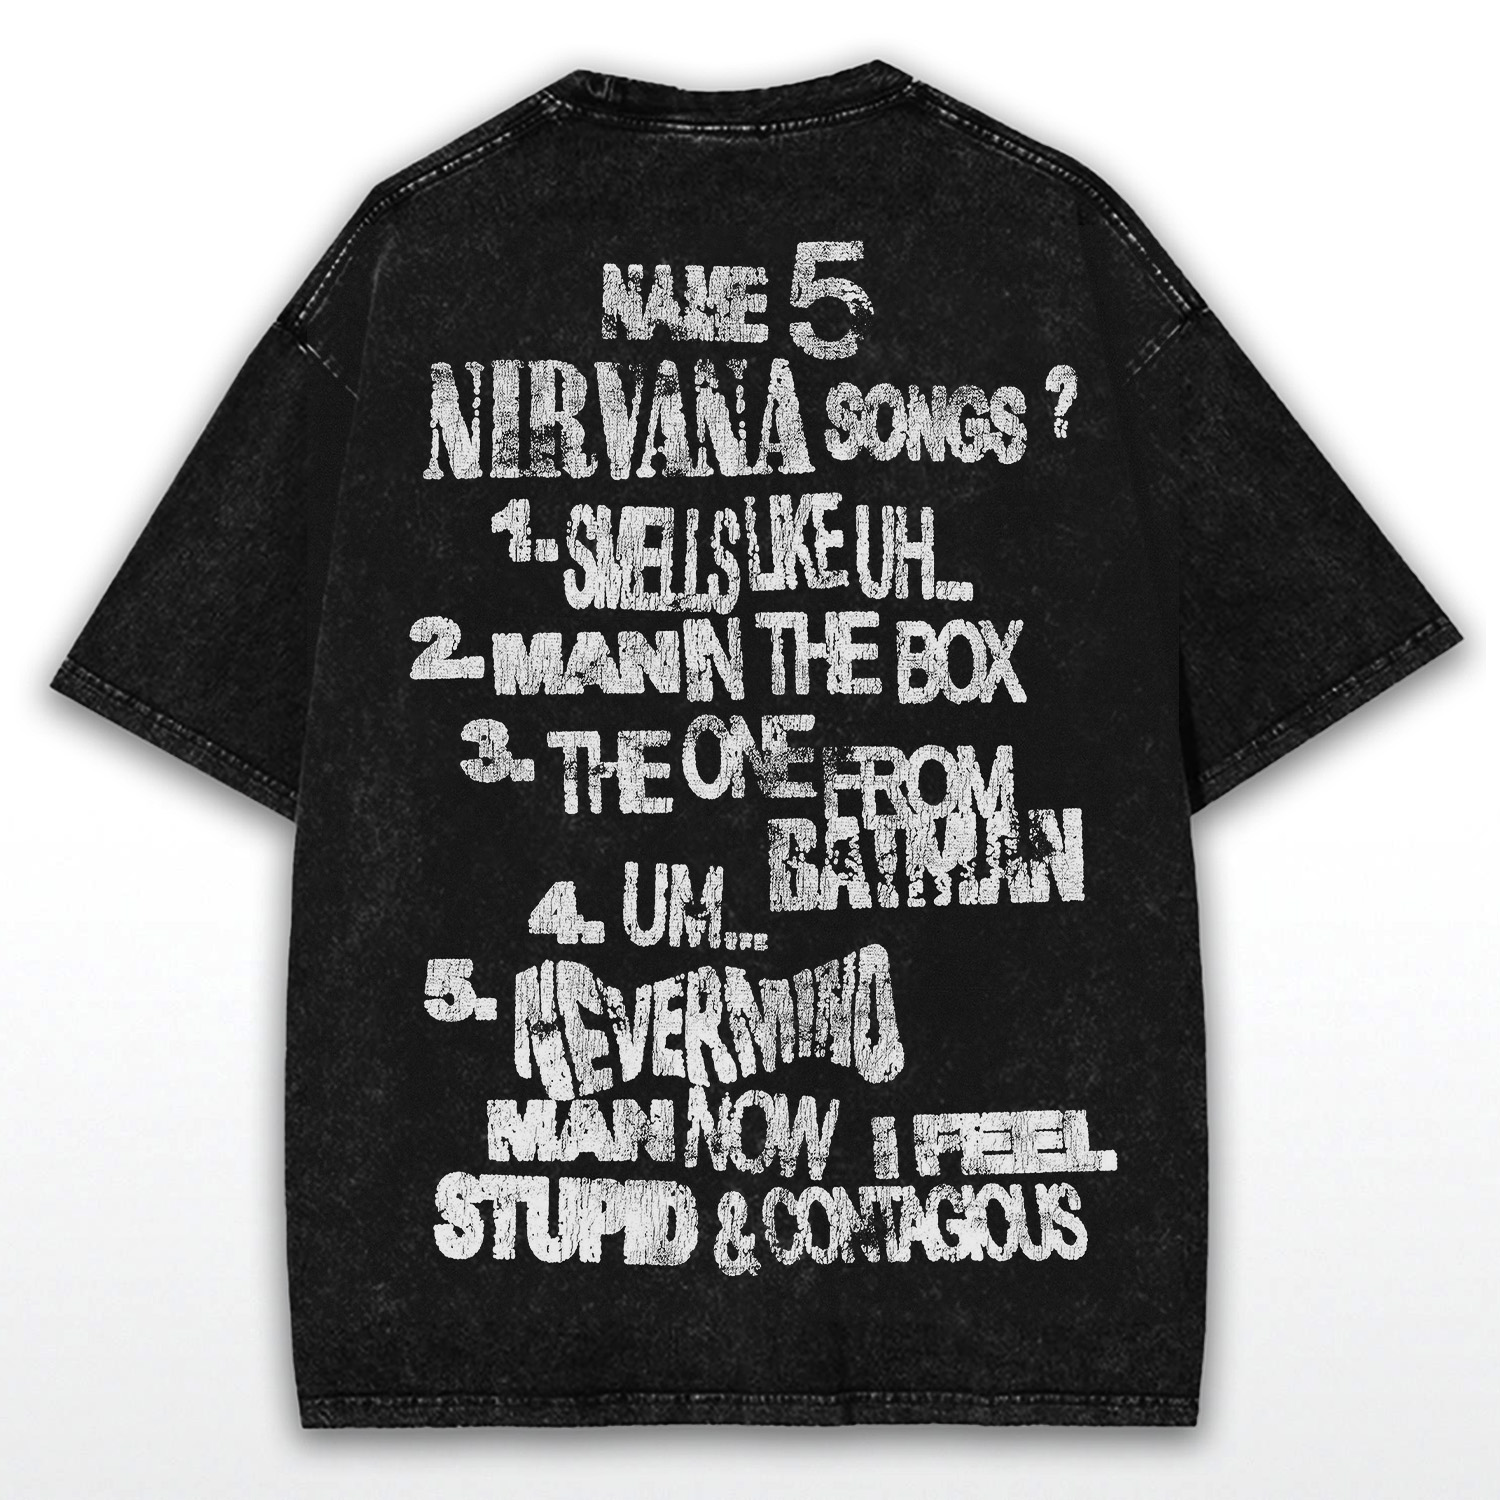 NAME 5
NIRVANA SONGS ?
1. SMELLS LIKE UH...
2. MAN IN THE BOX
3. THE ONE FROM
BATMAN
4. UM...
5. NEVERMIND
MAN NOW I FEEL
STUPID & CONTAGIOUS